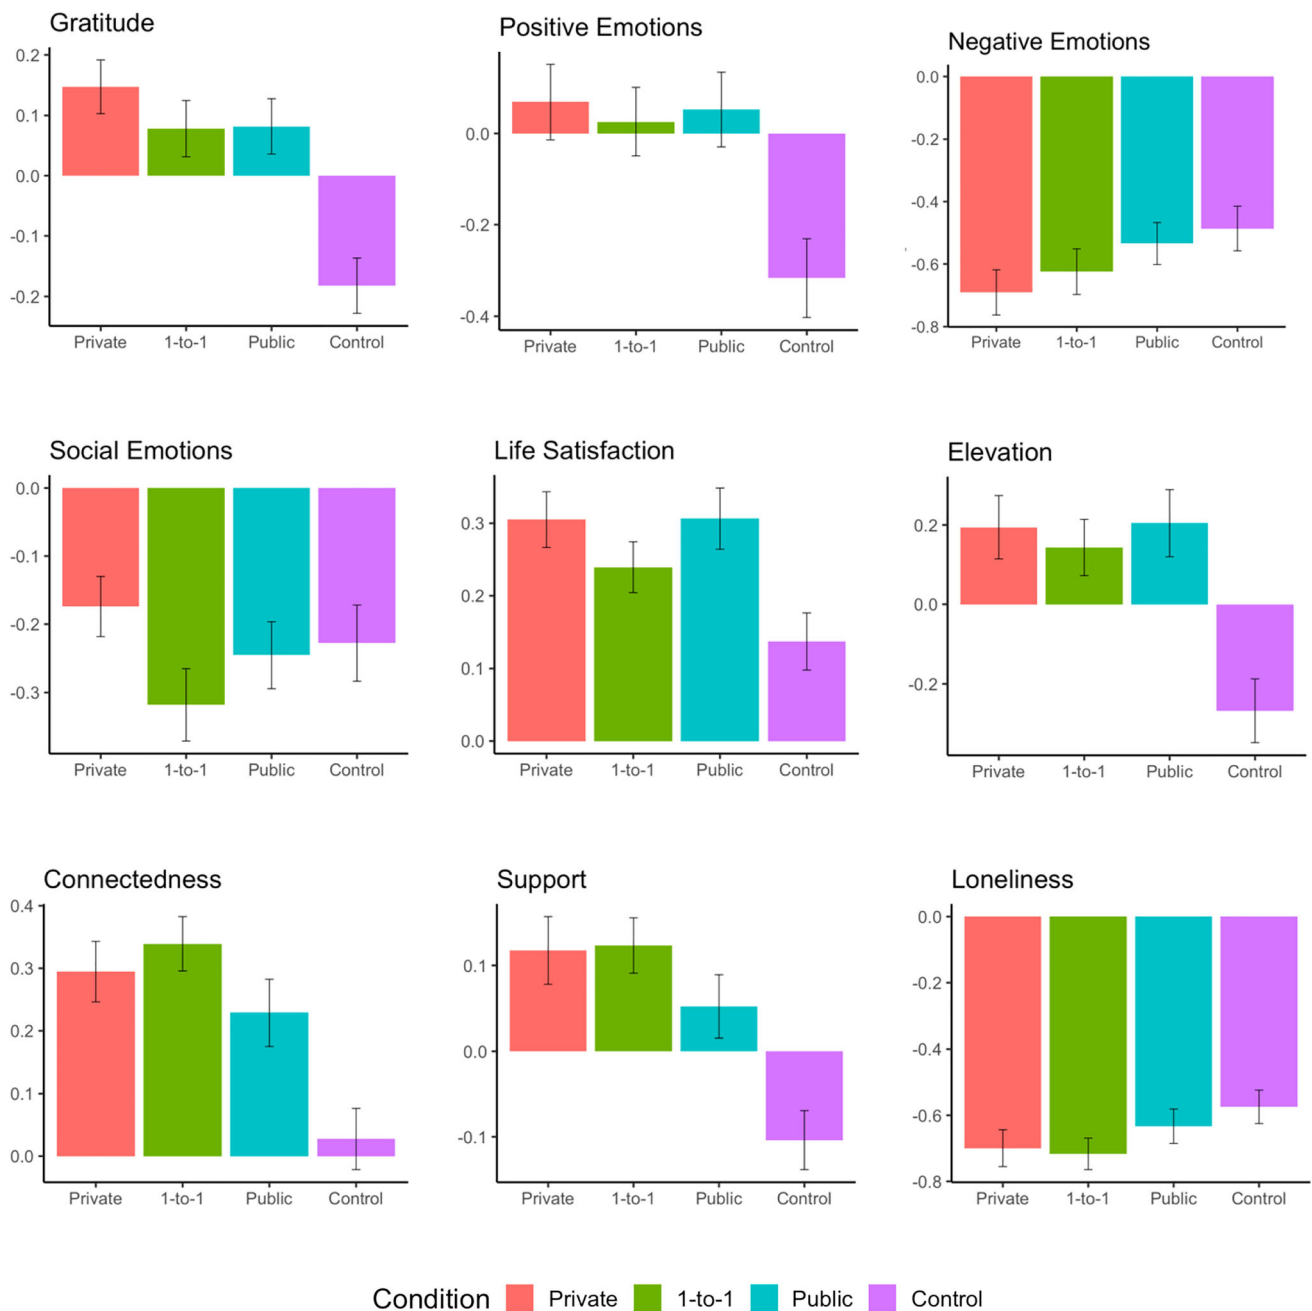 Gratitude
0.2
0.1
0.0
-0.1
-0.2
Private 1-to-1 Public Control
Positive Emotions
0.0
-0.2
-0.4
Private 1-to-1 Public Control
Negative Emotions
0.0
-0.2
-0.4
-0.6
-0.8
Private 1-to-1 Public Control
Social Emotions
0.0
-0.1
-0.2
-0.3
Private 1-to-1 Public Control
Life Satisfaction
0.3
0.2
0.1
0.0
Private 1-to-1 Public Control
Elevation
0.2
0.0
-0.2
Private 1-to-1 Public Control
Connectedness
0.4
0.3
0.2
0.1
0.0
Private 1-to-1 Public Control
Support
0.1
0.0
-0.1
Private 1-to-1 Public Control
Loneliness
0.0
-0.2
-0.4
-0.6
-0.8
Private 1-to-1 Public Control
Condition Private 1-to-1 Public Control